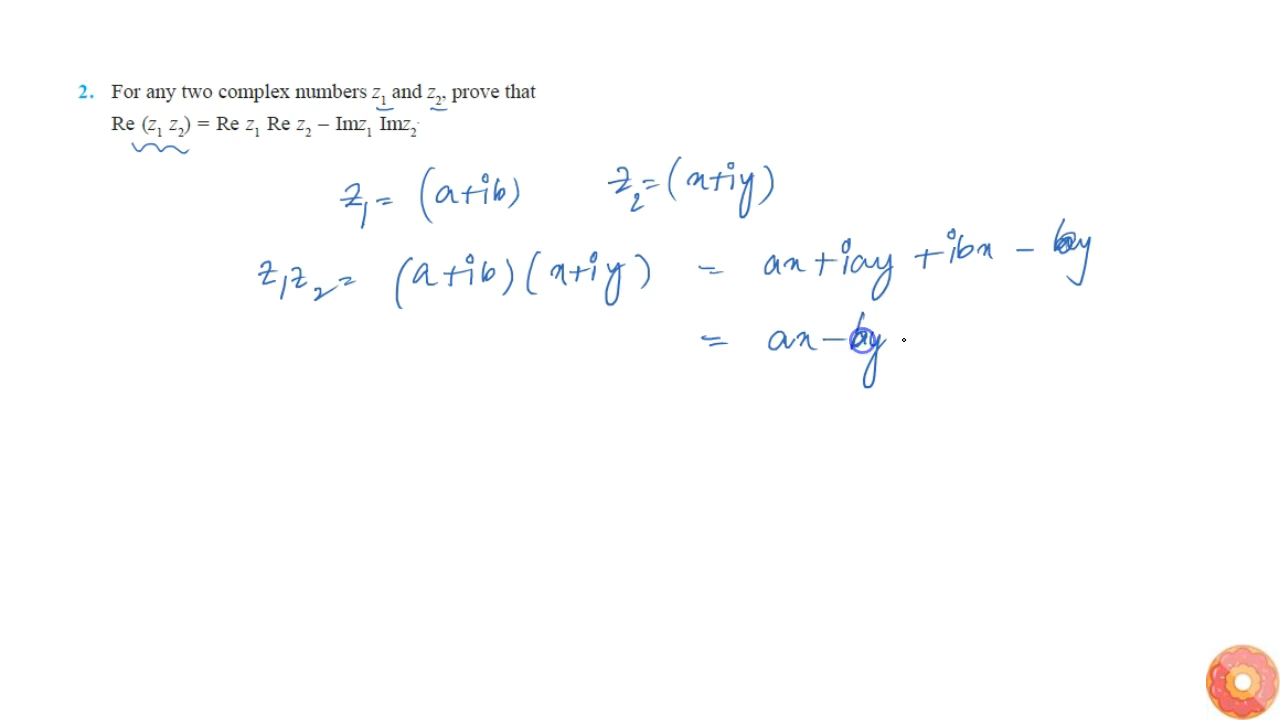 2. For any two complex numbers z₁ and z₂, prove that
Re (z₁ z₂) = Re z₁ Re z₂ – Imz₁ Imz₂
z₁ = (a+ib) z₂ = (x+iy)
z₁z₂ = (a+ib)(x+iy) = ax + iay + ibx - by
= ax - by